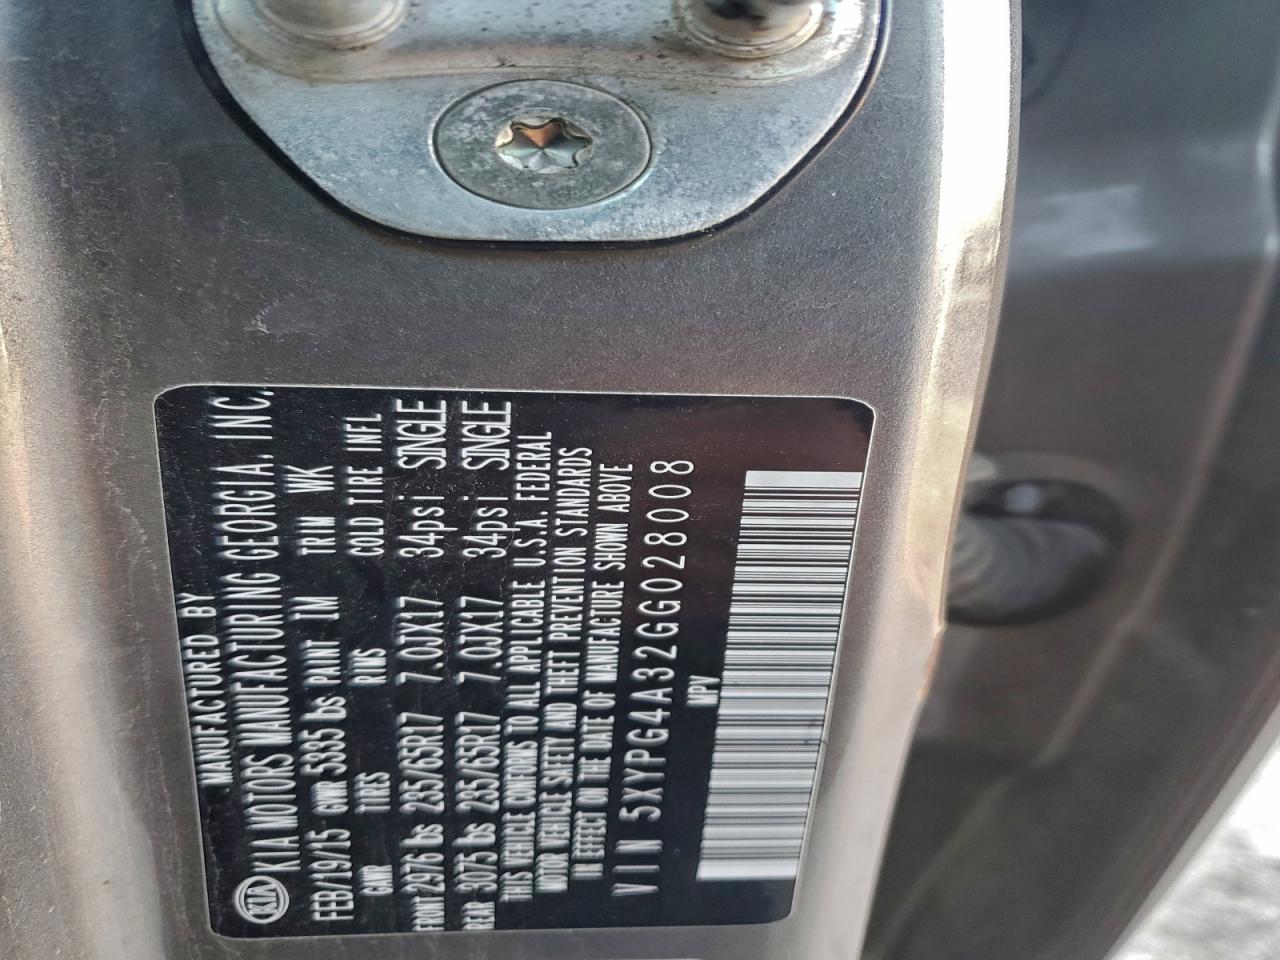 MANUFACTURED BY
KIA KIA MOTORS MANUFACTURING GEORGIA, INC.
FEB/19/15 GVWR 5335 lbs PAINT IM TRIM WK
GAWR TIRES RIMS COLD TIRE INFL
FRONT 2976 lbs 235/65R17 7.0JX17 34psi SINGLE
REAR 3075 lbs 235/65R17 7.0JX17 34psi SINGLE
THIS VEHICLE CONFORMS TO ALL APPLICABLE U.S.A. FEDERAL
MOTOR VEHICLE SAFETY AND THEFT PREVENTION STANDARDS
IN EFFECT ON THE DATE OF MANUFACTURE SHOWN ABOVE
VIN 5XYPG4A32GG028008
MPV